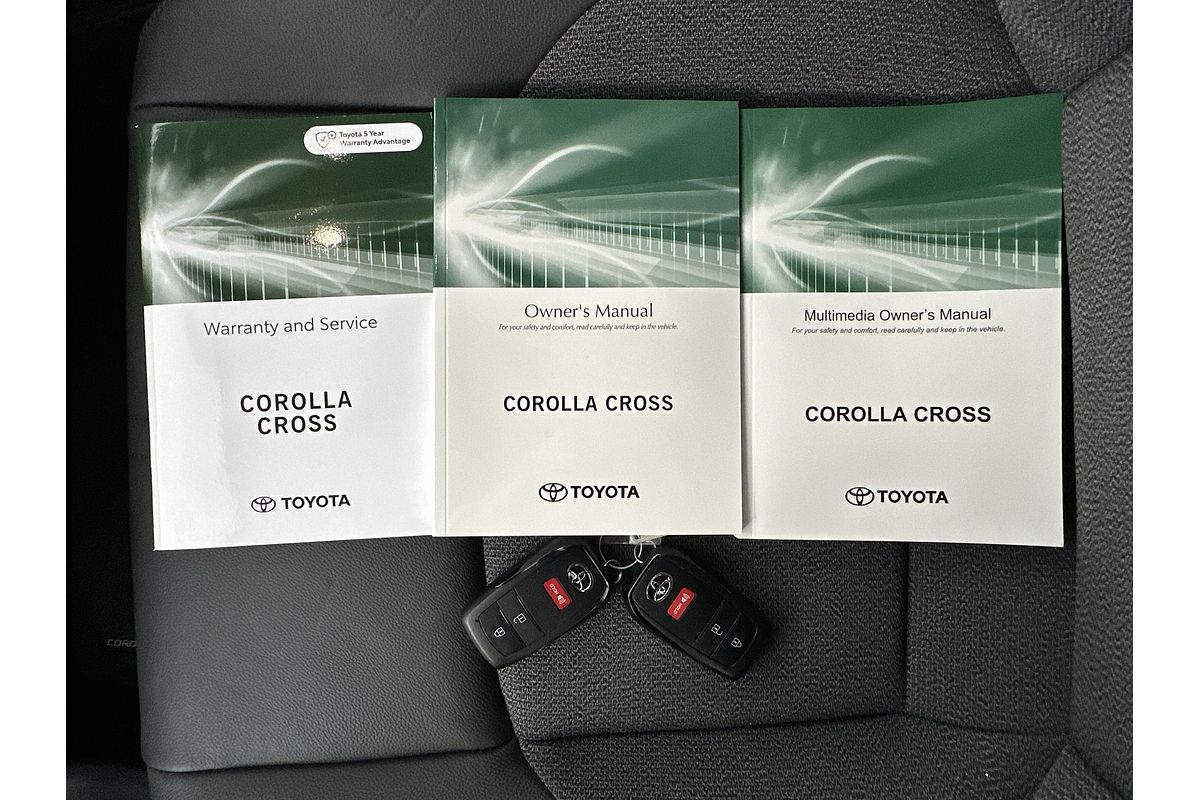 Toyota 5 Year
Warranty Advantage
Warranty and Service
COROLLA
CROSS
TOYOTA
Owner's Manual
For your safety and comfort, read carefully and keep in the vehicle.
COROLLA CROSS
TOYOTA
Multimedia Owner's Manual
For your safety and comfort, read carefully and keep in the vehicle.
COROLLA CROSS
TOYOTA
HOLD
HOLD